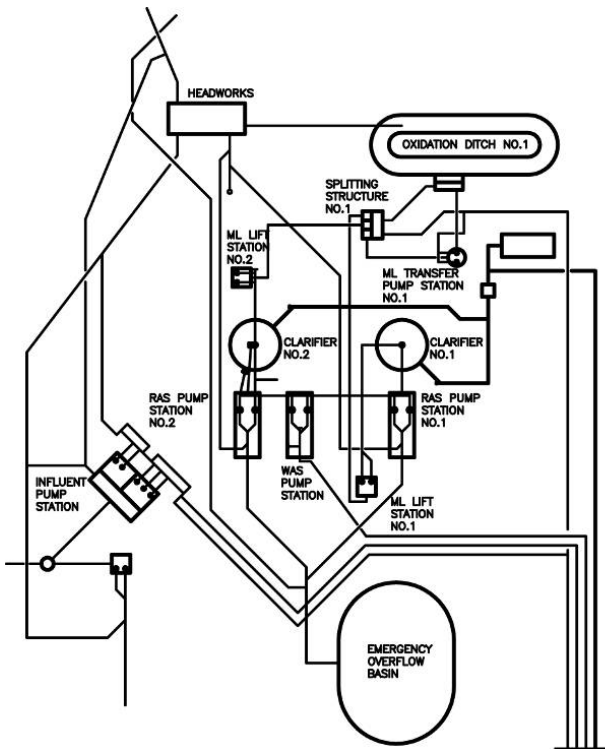 HEADWORKS
OXIDATION DITCH NO.1
SPLITTING
STRUCTURE
NO.1
ML LIFT
STATION
NO.2
ML TRANSFER
PUMP STATION
NO.1
CLARIFIER
NO.2
CLARIFIER
NO.1
RAS PUMP
STATION
NO.2
RAS PUMP
STATION
NO.1
WAS
PUMP
STATION
INFLUENT
PUMP
STATION
ML LIFT
STATION
NO.1
EMERGENCY
OVERFLOW
BASIN